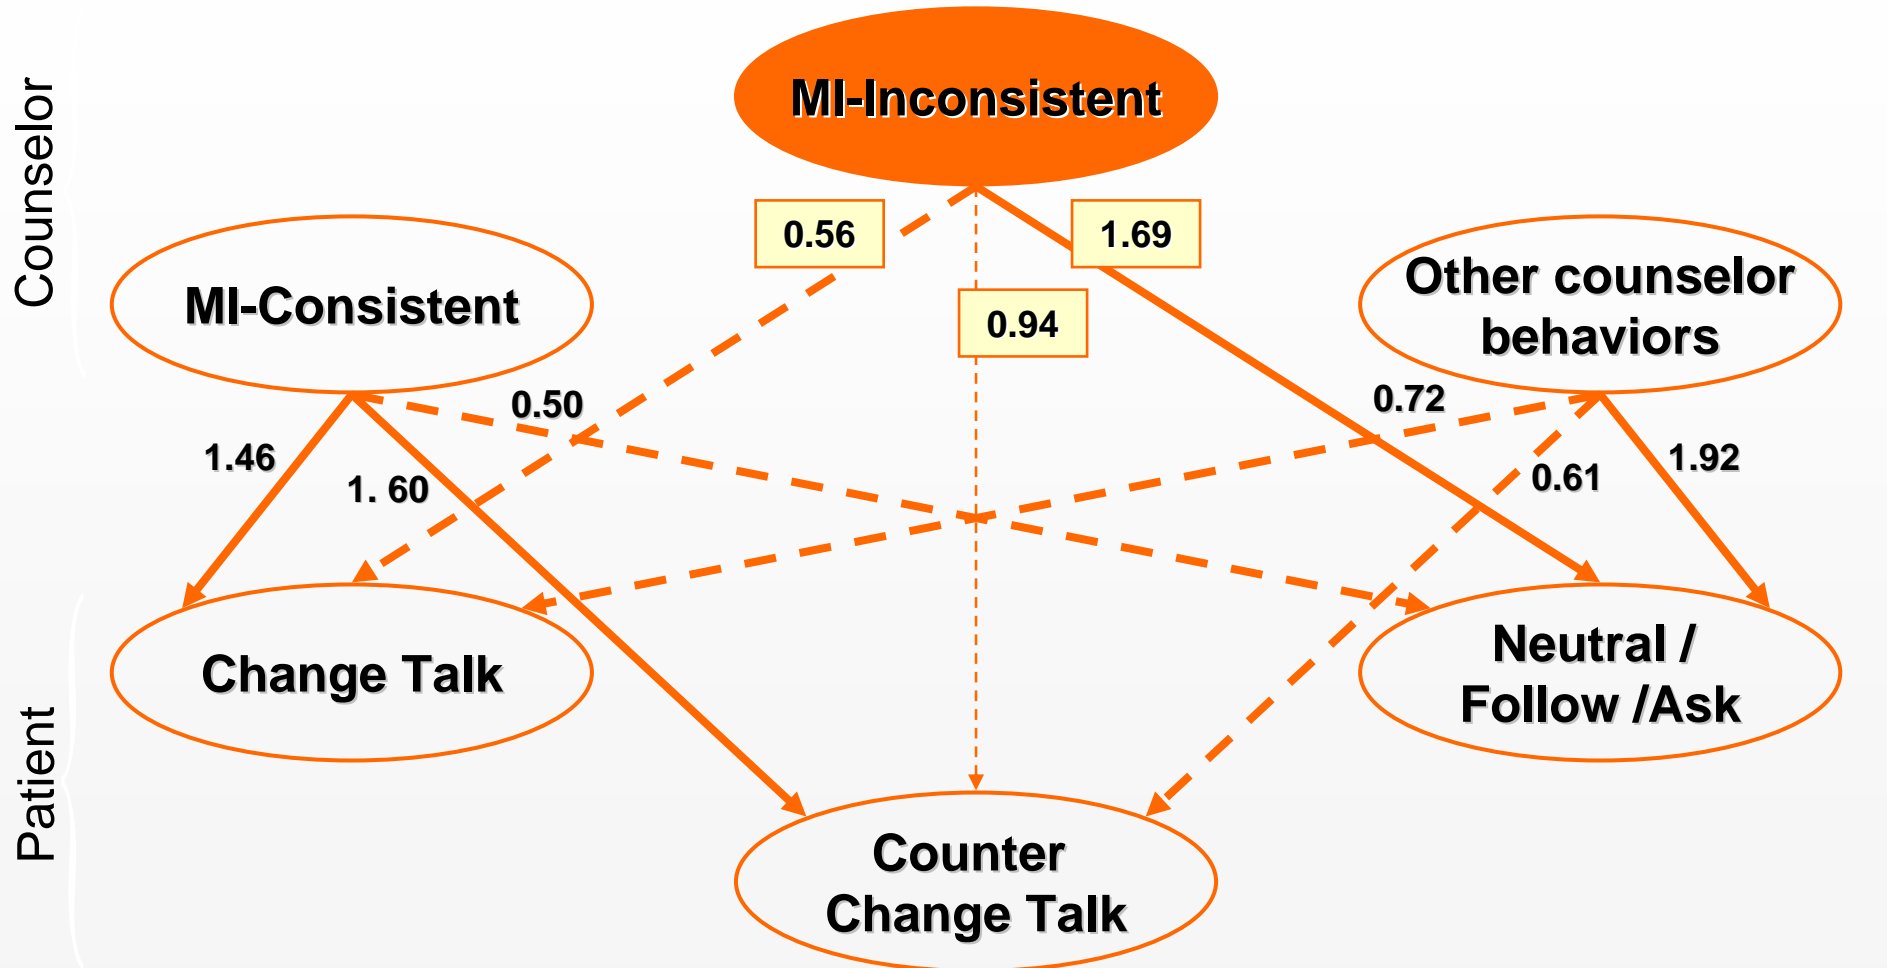 Counselor
MI-Inconsistent
0.56
1.69
MI-Consistent
0.94
Other counselor
behaviors
0.50
0.72
1.46
1. 60
0.61
1.92
Change Talk
Neutral /
Follow /Ask
Patient
Counter
Change Talk